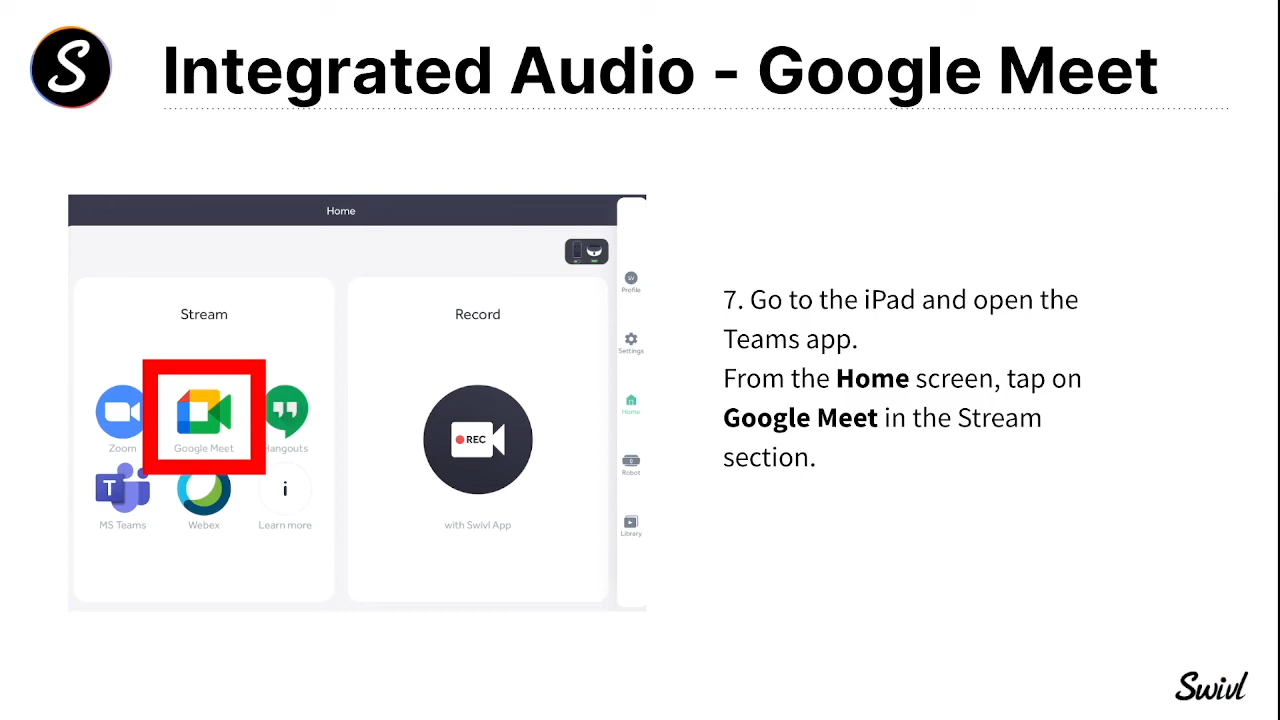 S
Integrated Audio - Google Meet
Home
Stream
Record
Zoom
Google Meet
Hangouts
T
MS Teams
Webex
i
Learn more
REC
with Swivl App
SV
Profile
Settings
Home
Robot
Library
7. Go to the iPad and open the
Teams app.
From the Home screen, tap on
Google Meet in the Stream
section.
Swivl